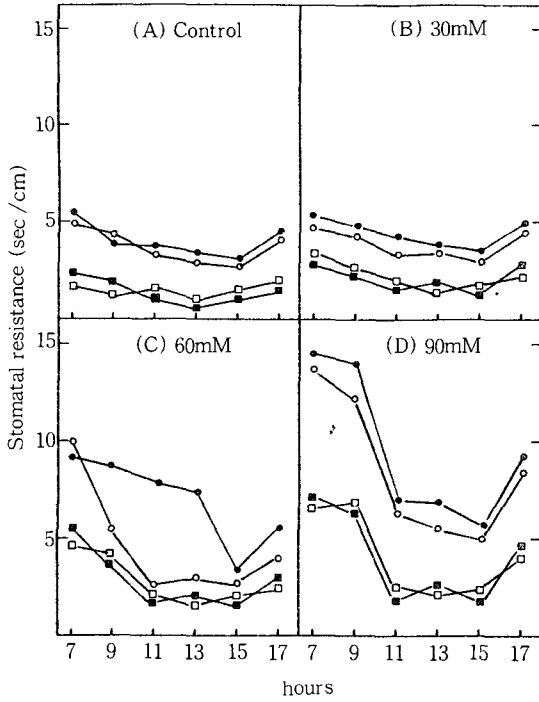 15
(A) Control
(B) 30mM
10
5
Stomatal resistance (sec/cm)
15
(C) 60mM
(D) 90mM
10
5
7 9 11 13 15 17 7 9 11 13 15 17
hours